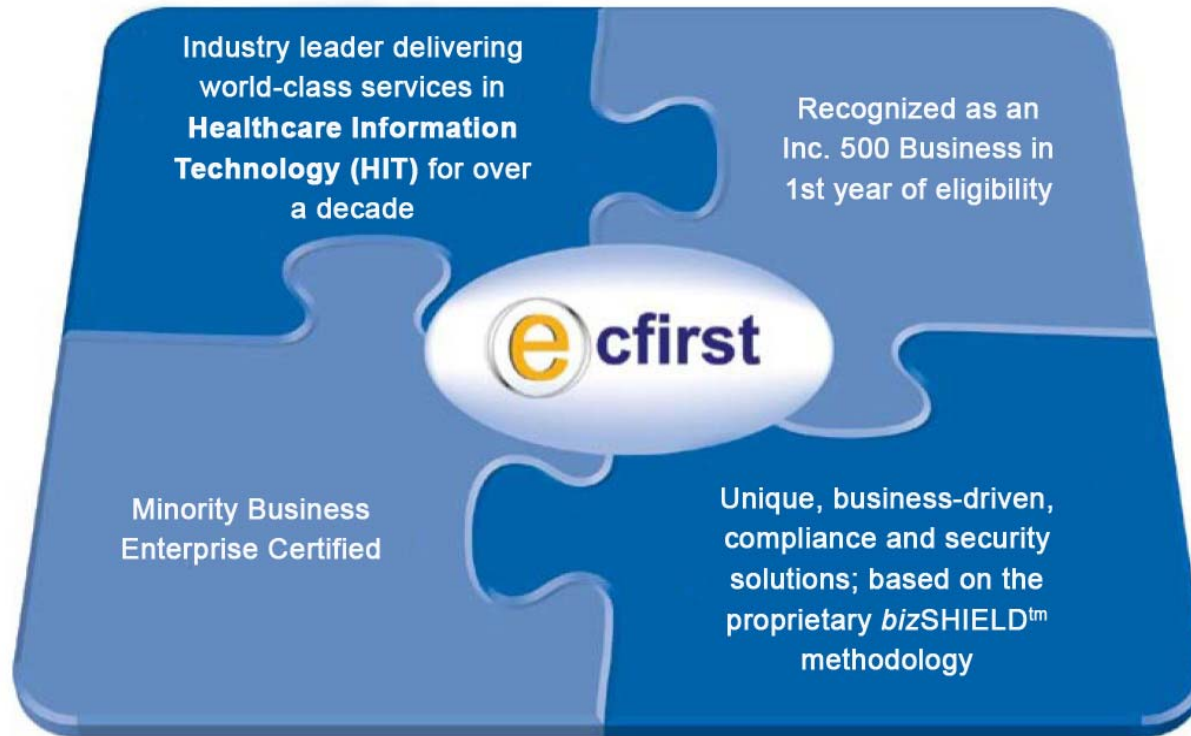 Industry leader delivering
world-class services in
Healthcare Information
Technology (HIT) for over
a decade
Recognized as an
Inc. 500 Business in
1st year of eligibility
ecfirst
Minority Business
Enterprise Certified
Unique, business-driven,
compliance and security
solutions; based on the
proprietary bizSHIELDtm
methodology